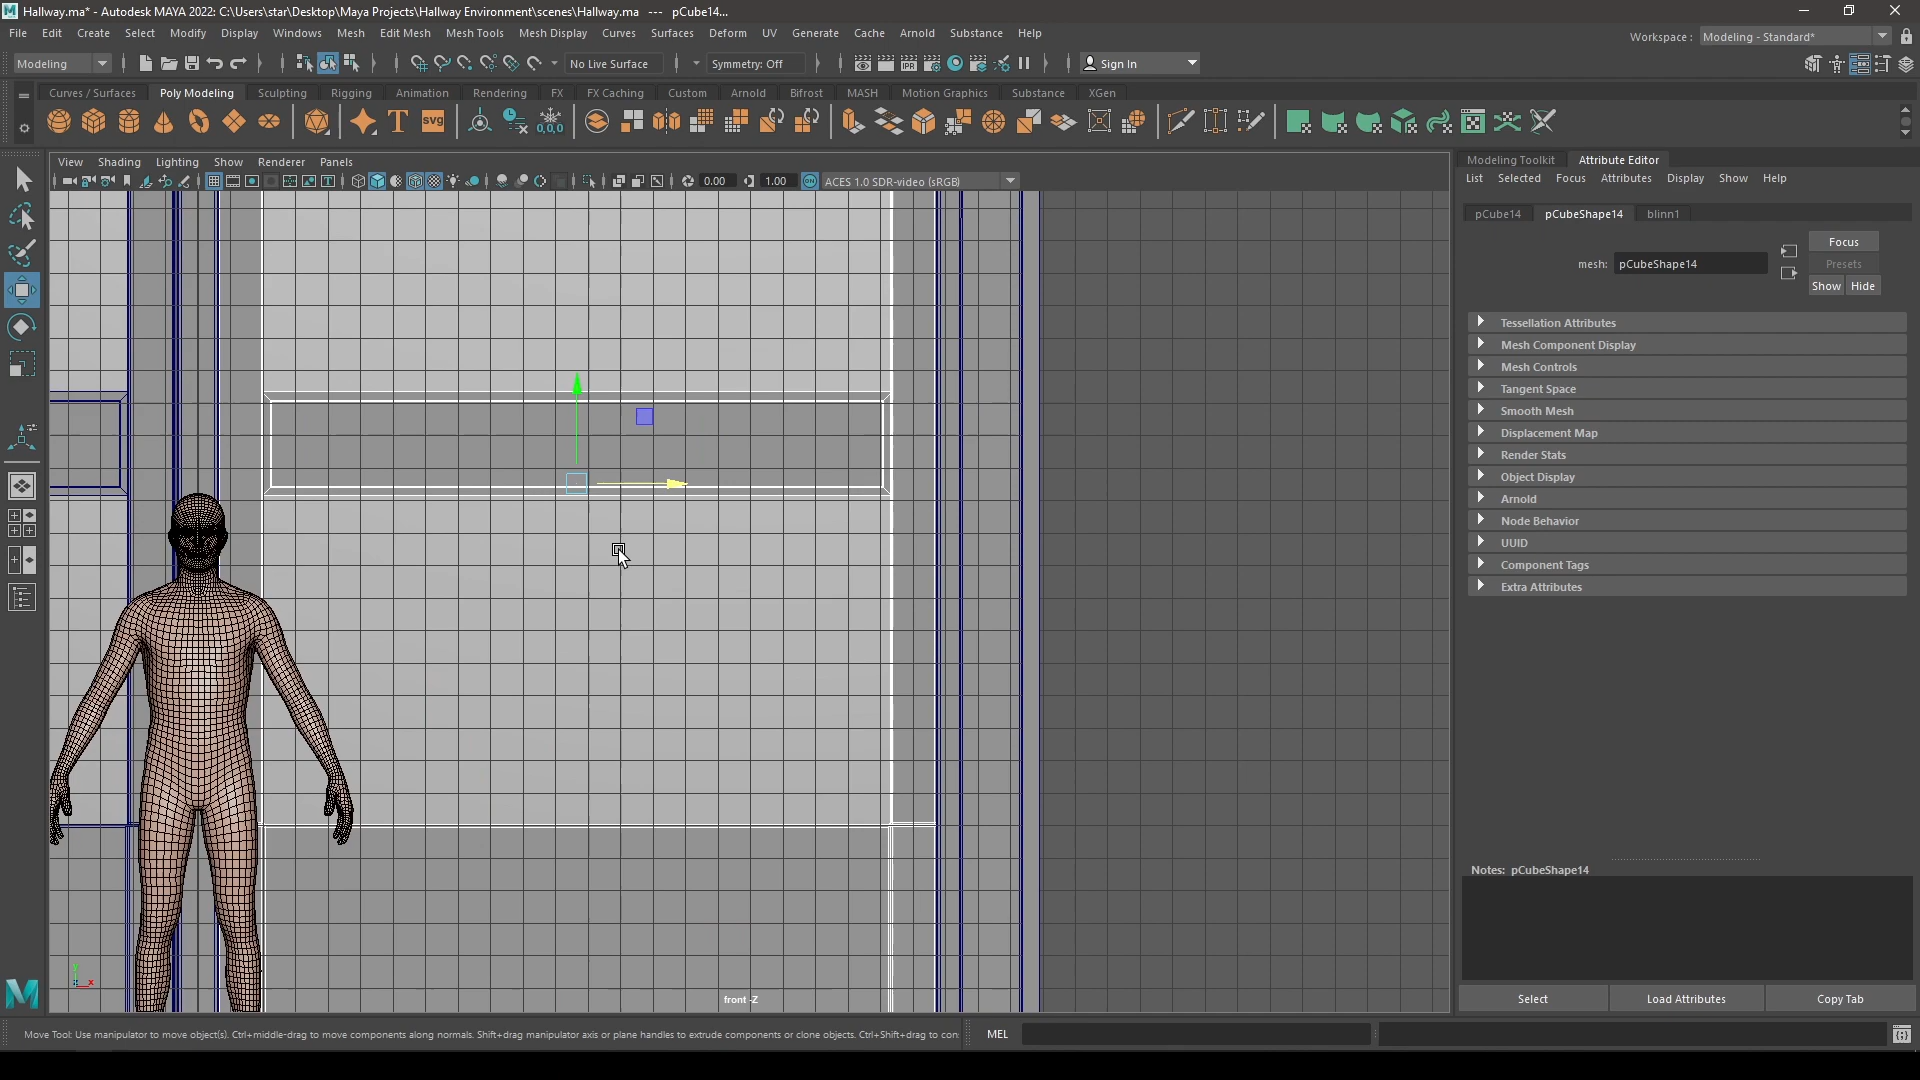 Hallway.ma* - Autodesk MAYA 2022: C:\Users\star\Desktop\Maya Projects\Hallway Environment\scenes\Hallway.ma --- pCube14...
File Edit Create Select Modify Display Windows Mesh Edit Mesh Mesh Tools Mesh Display Curves Surfaces Deform UV Generate Cache Arnold Substance Help
Workspace : Modeling - Standard*
Modeling No Live Surface Symmetry: Off IPR Sign In
Curves / Surfaces Poly Modeling Sculpting Rigging Animation Rendering FX FX Caching Custom Arnold Bifrost MASH Motion Graphics Substance XGen
T svg 0,0,0
View Shading Lighting Show Renderer Panels
0.00 1.00 ON ACES 1.0 SDR-video (sRGB)
Modeling Toolkit Attribute Editor
List Selected Focus Attributes Display Show Help
pCube14 pCubeShape14 blinn1
Focus
mesh: pCubeShape14
Presets
Show Hide
Tessellation Attributes
Mesh Component Display
Mesh Controls
Tangent Space
Smooth Mesh
Displacement Map
Render Stats
Object Display
Arnold
Node Behavior
UUID
Component Tags
Extra Attributes
Notes: pCubeShape14
y
z x
front -Z
Select Load Attributes Copy Tab
M
Move Tool: Use manipulator to move object(s). Ctrl+middle-drag to move components along normals. Shift+drag manipulator axis or plane handles to extrude components or clone objects. Ctrl+Shift+drag to con
MEL